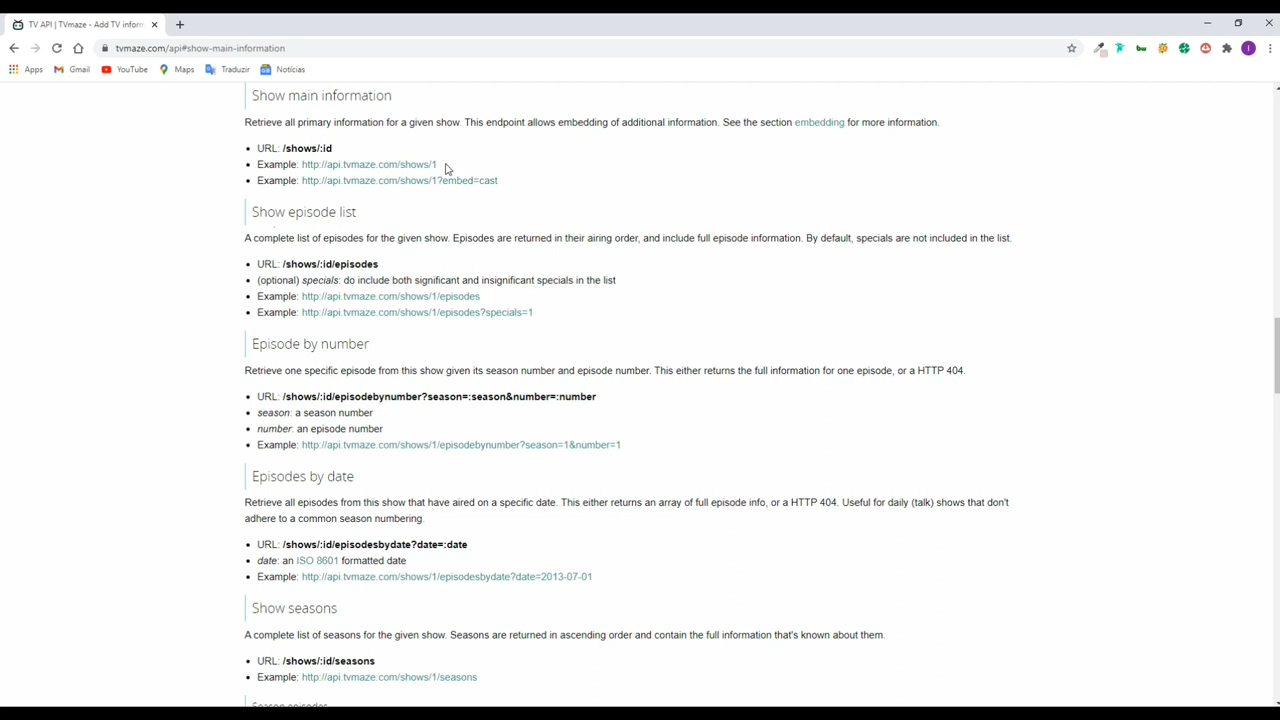 TV API | TVmaze - Add TV inform
tvmaze.com/api#show-main-information
I
Apps Gmail YouTube Maps Traduzir Notícias
Show main information
Retrieve all primary information for a given show. This endpoint allows embedding of additional information. See the section embedding for more information.
• URL: /shows/:id
• Example: http://api.tvmaze.com/shows/1
• Example: http://api.tvmaze.com/shows/1?embed=cast
Show episode list
A complete list of episodes for the given show. Episodes are returned in their airing order, and include full episode information. By default, specials are not included in the list.
• URL: /shows/:id/episodes
• (optional) specials: do include both significant and insignificant specials in the list
• Example: http://api.tvmaze.com/shows/1/episodes
• Example: http://api.tvmaze.com/shows/1/episodes?specials=1
Episode by number
Retrieve one specific episode from this show given its season number and episode number. This either returns the full information for one episode, or a HTTP 404.
• URL: /shows/:id/episodebynumber?season=:season&number=:number
• season: a season number
• number: an episode number
• Example: http://api.tvmaze.com/shows/1/episodebynumber?season=1&number=1
Episodes by date
Retrieve all episodes from this show that have aired on a specific date. This either returns an array of full episode info, or a HTTP 404. Useful for daily (talk) shows that don't
adhere to a common season numbering.
• URL: /shows/:id/episodesbydate?date=:date
• date: an ISO 8601 formatted date
• Example: http://api.tvmaze.com/shows/1/episodesbydate?date=2013-07-01
Show seasons
A complete list of seasons for the given show. Seasons are returned in ascending order and contain the full information that's known about them.
• URL: /shows/:id/seasons
• Example: http://api.tvmaze.com/shows/1/seasons
Season episodes